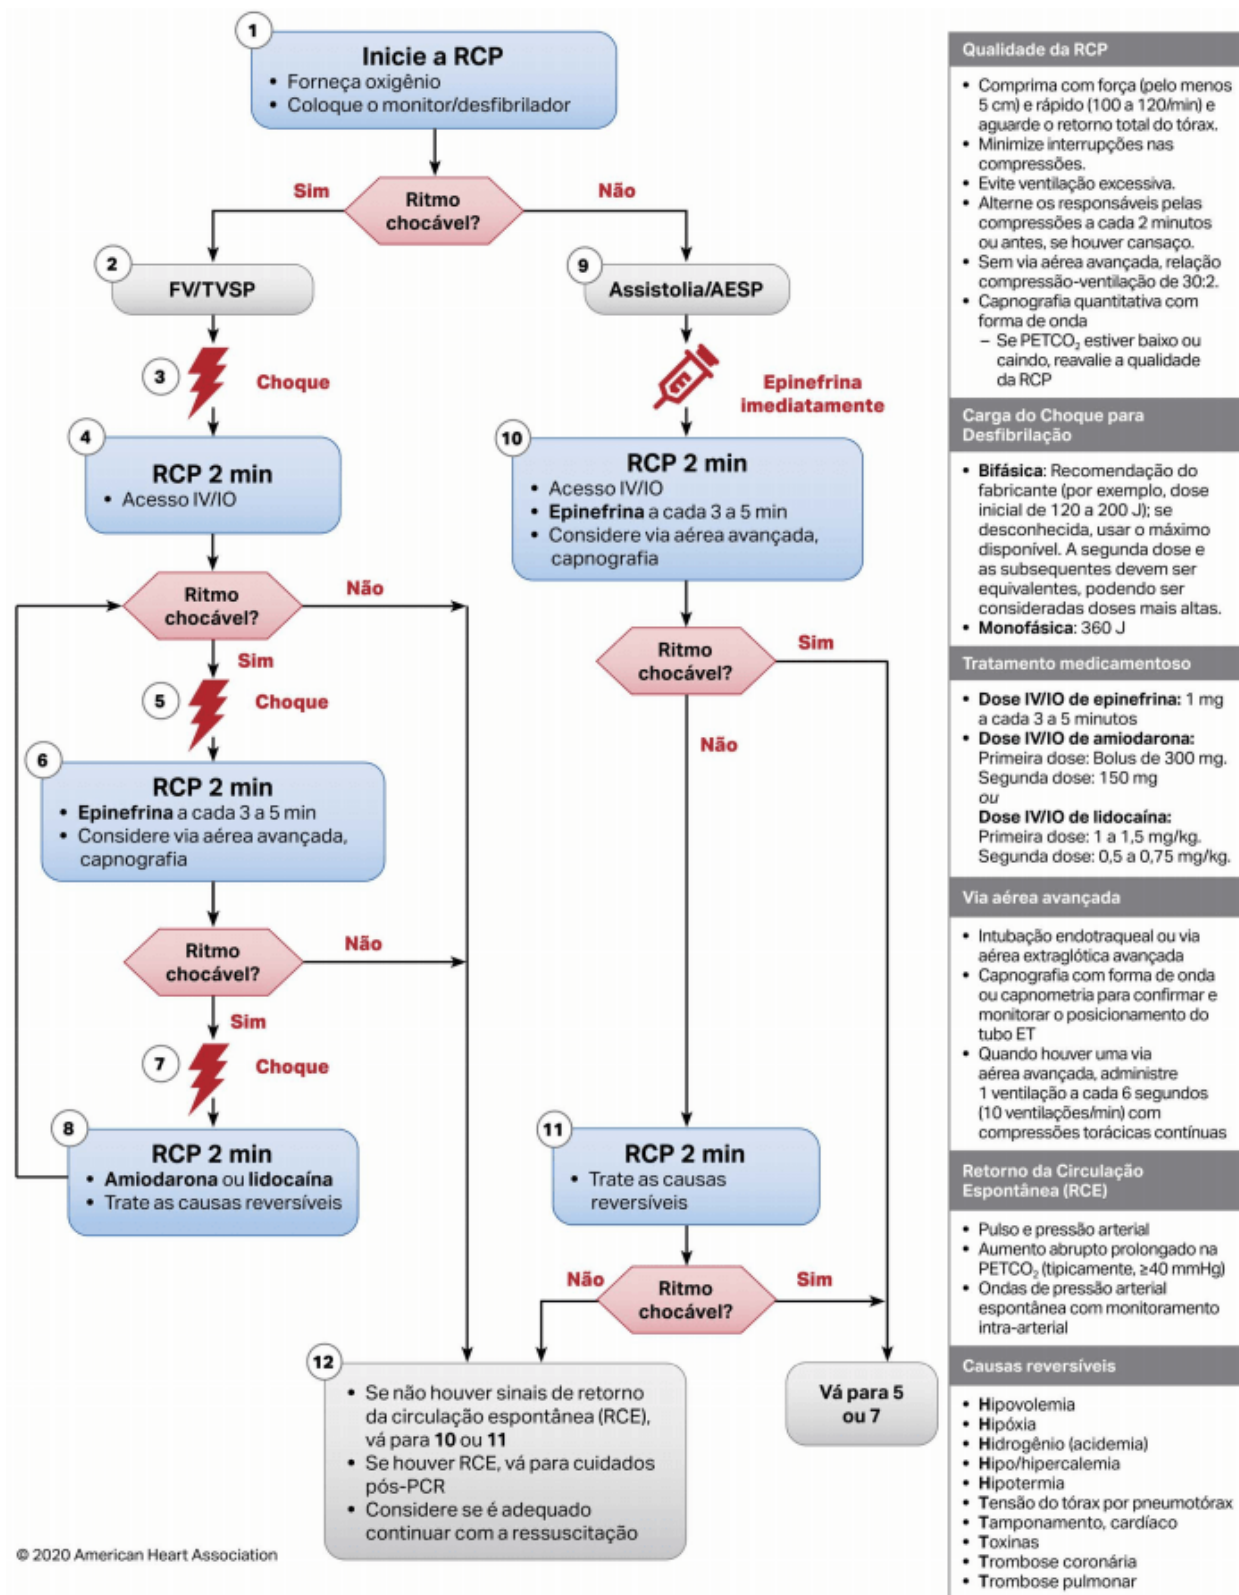 1
Inicie a RCP
• Forneça oxigênio
• Coloque o monitor/desfibrilador
Sim
Ritmo
chocável?
Não
2
FV/TVSP
9
Assistolia/AESP
3
Choque
Epinefrina
imediatamente
4
RCP 2 min
• Acesso IV/IO
10
RCP 2 min
• Acesso IV/IO
• Epinefrina a cada 3 a 5 min
• Considere via aérea avançada,
capnografia
Ritmo
chocável?
Não
Sim
Ritmo
chocável?
Sim
Não
5
Choque
6
RCP 2 min
• Epinefrina a cada 3 a 5 min
• Considere via aérea avançada,
capnografia
Ritmo
chocável?
Não
Sim
7
Choque
8
RCP 2 min
• Amiodarona ou lidocaína
• Trate as causas reversíveis
11
RCP 2 min
• Trate as causas
reversíveis
Não
Ritmo
chocável?
Sim
12
• Se não houver sinais de retorno
da circulação espontânea (RCE),
vá para 10 ou 11
• Se houver RCE, vá para cuidados
pós-PCR
• Considere se é adequado
continuar com a ressuscitação
Vá para 5
ou 7
© 2020 American Heart Association
Qualidade da RCP
• Comprima com força (pelo menos
5 cm) e rápido (100 a 120/min) e
aguarde o retorno total do tórax.
• Minimize interrupções nas
compressões.
• Evite ventilação excessiva.
• Alterne os responsáveis pelas
compressões a cada 2 minutos
ou antes, se houver cansaço.
• Sem via aérea avançada, relação
compressão-ventilação de 30:2.
• Capnografia quantitativa com
forma de onda
– Se PETCO₂ estiver baixo ou
caindo, reavalie a qualidade
da RCP
Carga do Choque para
Desfibrilação
• Bifásica: Recomendação do
fabricante (por exemplo, dose
inicial de 120 a 200 J); se
desconhecida, usar o máximo
disponível. A segunda dose e
as subsequentes devem ser
equivalentes, podendo ser
consideradas doses mais altas.
• Monofásica: 360 J
Tratamento medicamentoso
• Dose IV/IO de epinefrina: 1 mg
a cada 3 a 5 minutos
• Dose IV/IO de amiodarona:
Primeira dose: Bolus de 300 mg.
Segunda dose: 150 mg
ou
Dose IV/IO de lidocaína:
Primeira dose: 1 a 1,5 mg/kg.
Segunda dose: 0,5 a 0,75 mg/kg.
Via aérea avançada
• Intubação endotraqueal ou via
aérea extraglótica avançada
• Capnografia com forma de onda
ou capnometria para confirmar e
monitorar o posicionamento do
tubo ET
• Quando houver uma via
aérea avançada, administre
1 ventilação a cada 6 segundos
(10 ventilações/min) com
compressões torácicas contínuas
Retorno da Circulação
Espontânea (RCE)
• Pulso e pressão arterial
• Aumento abrupto prolongado na
PETCO₂ (tipicamente, ≥40 mmHg)
• Ondas de pressão arterial
espontânea com monitoramento
intra-arterial
Causas reversíveis
• Hipovolemia
• Hipóxia
• Hidrogênio (acidemia)
• Hipo/hipercalemia
• Hipotermia
• Tensão do tórax por pneumotórax
• Tamponamento, cardíaco
• Toxinas
• Trombose coronária
• Trombose pulmonar